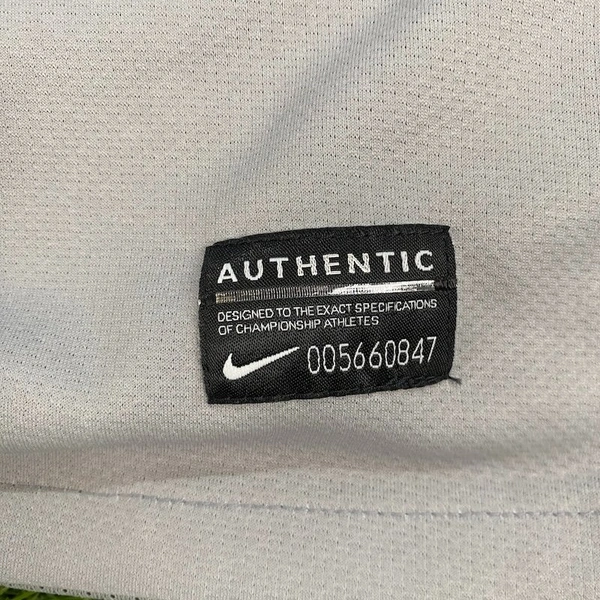 AUTHENTIC
DESIGNED TO THE EXACT SPECIFICATIONS
OF CHAMPIONSHIP ATHLETES
005660847